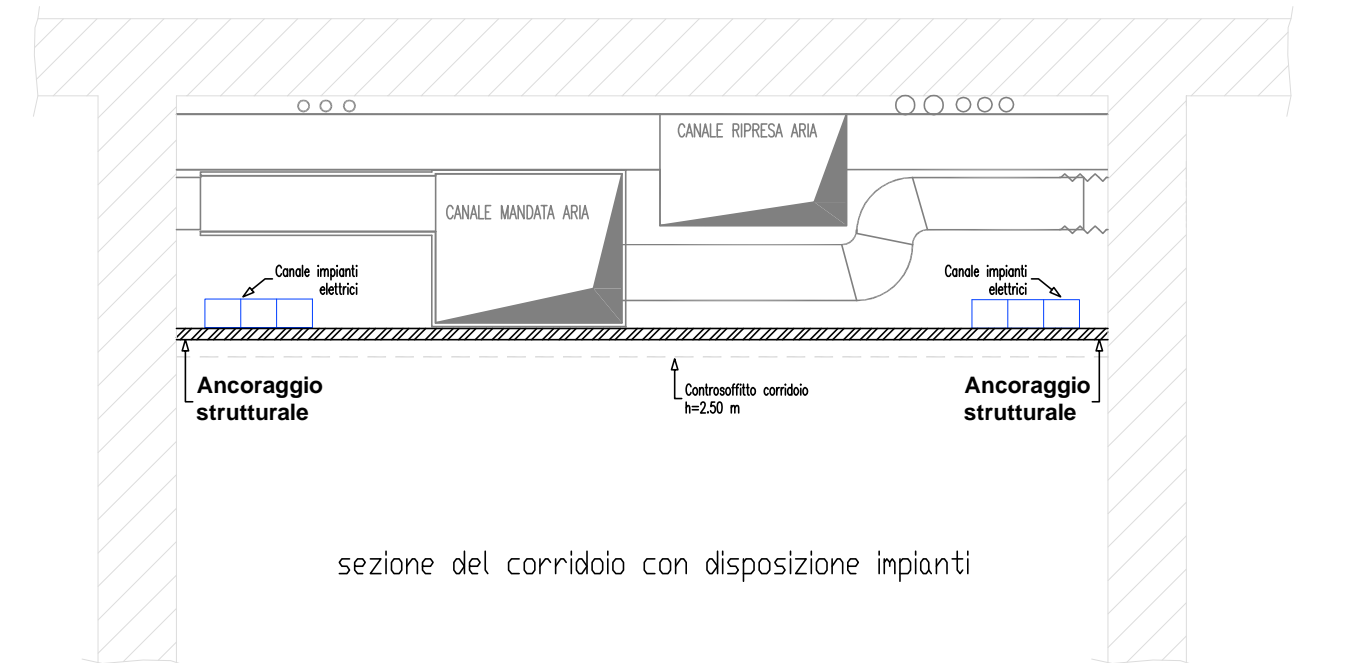 CANALE RIPRESA ARIA
CANALE MANDATA ARIA
Canale impianti
elettrici
Canale impianti
elettrici
Ancoraggio
strutturale
Controsoffitto corridoio
h=2.50 m
Ancoraggio
strutturale
sezione del corridoio con disposizione impianti